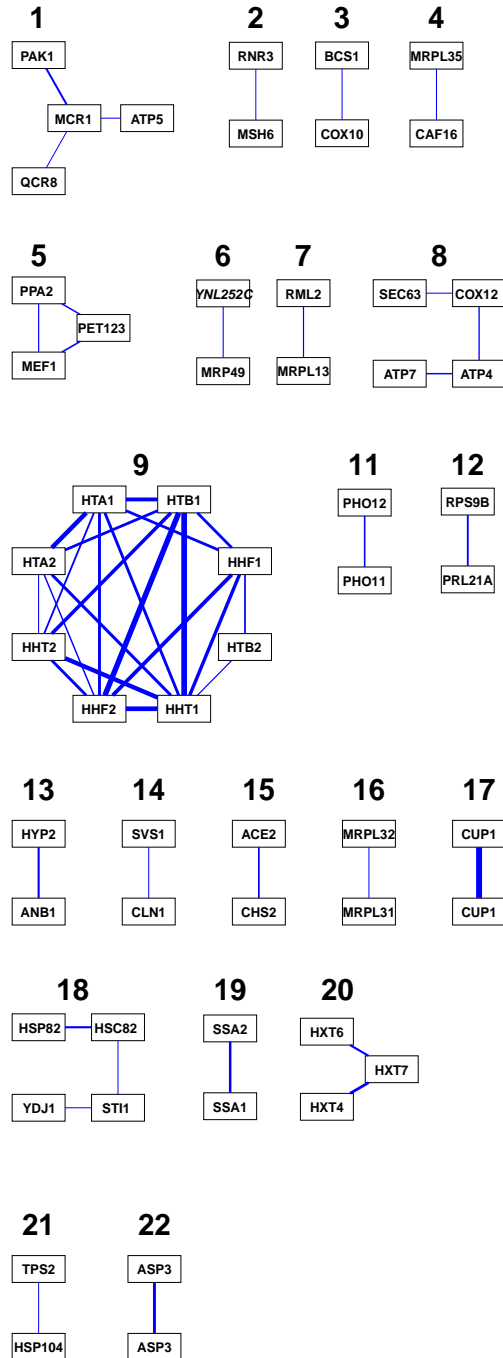 1 2 3 4
PAK1 RNR3 BCS1 MRPL35
MCR1 ATP5
QCR8 MSH6 COX10 CAF16
5 6 7 8
PPA2 YNL252C RML2 SEC63 COX12
PET123
MEF1 MRP49 MRPL13 ATP7 ATP4
9 11 12
HTA1 HTB1 PHO12 RPS9B
HTA2 HHF1
PHO11 PRL21A
HHT2 HTB2
HHF2 HHT1
13 14 15 16 17
HYP2 SVS1 ACE2 MRPL32 CUP1
ANB1 CLN1 CHS2 MRPL31 CUP1
18 19 20
HSP82 HSC82 SSA2 HXT6
HXT7
YDJ1 STI1 SSA1 HXT4
21 22
TPS2 ASP3
HSP104 ASP3